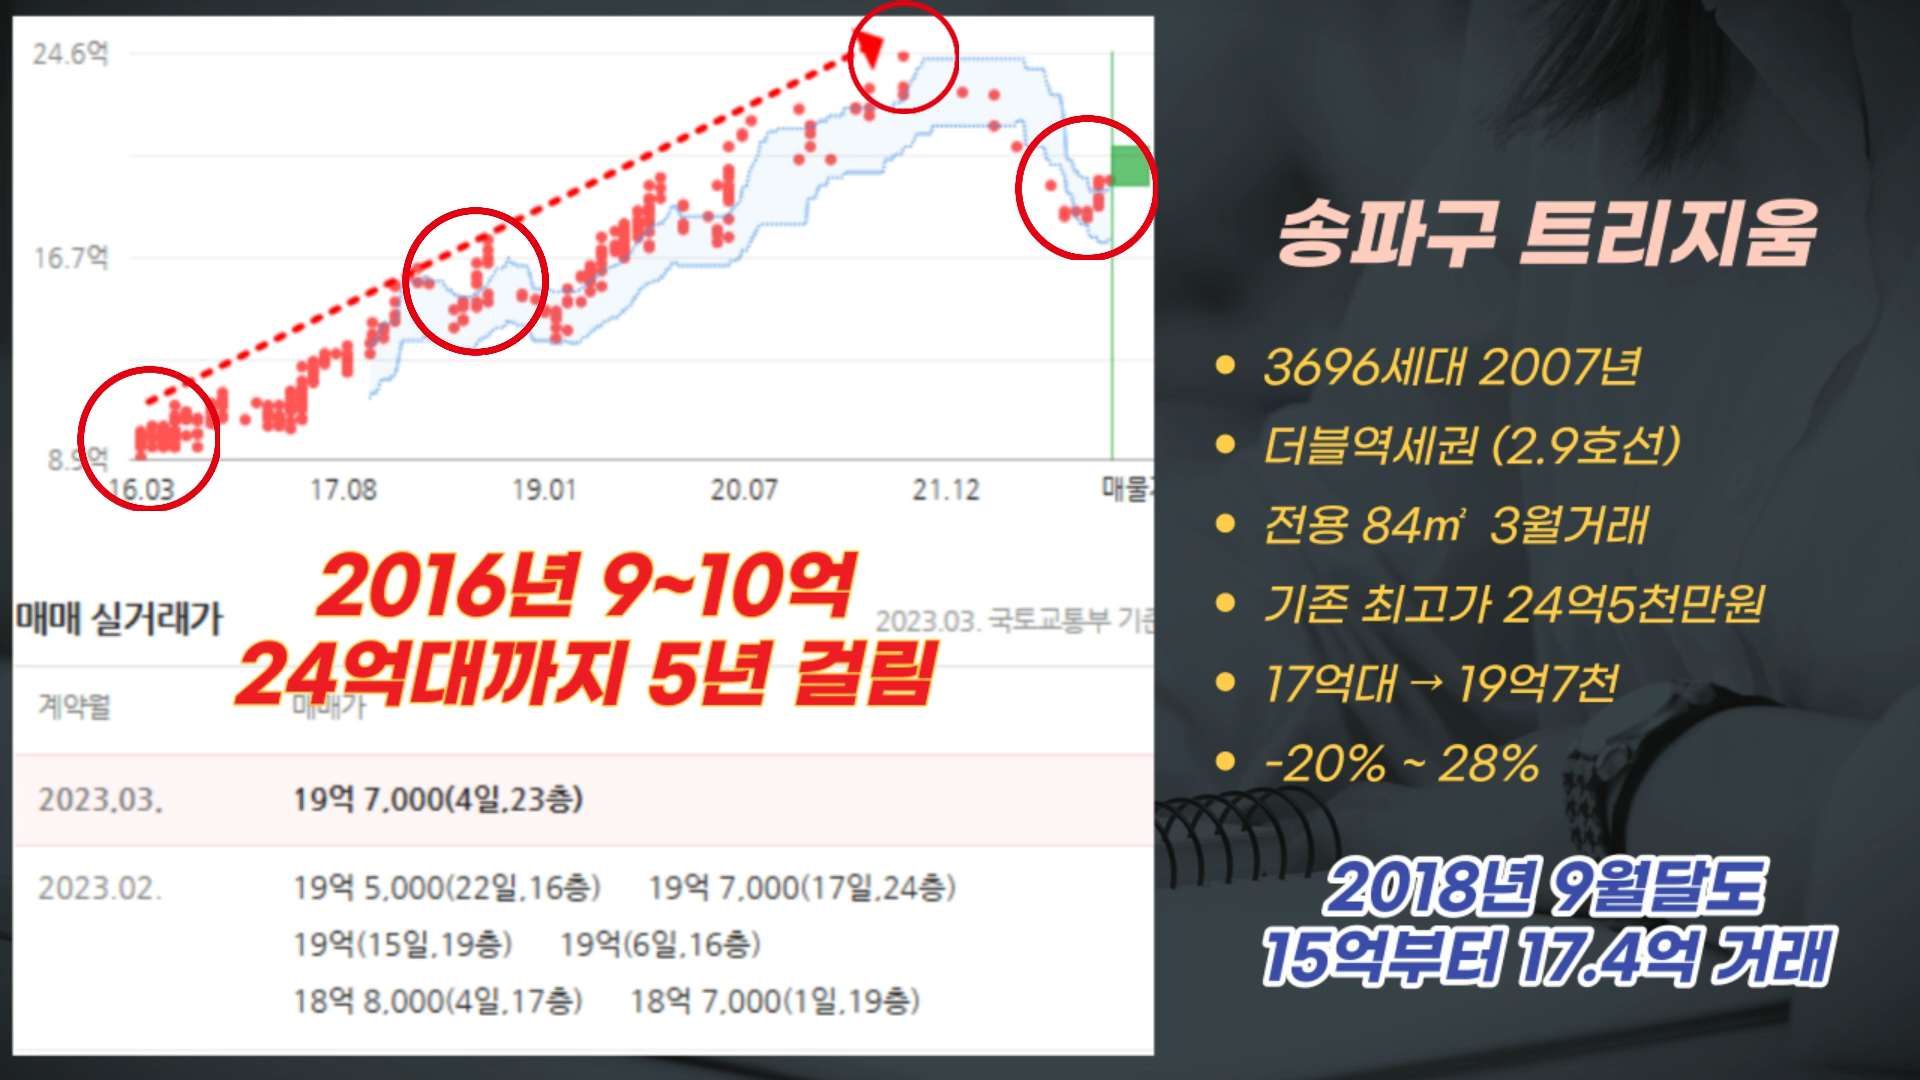 24.6억
16.7억
8.9억
16.03 17.08 19.01 20.07 21.12
2016년 9~10억
24억대까지 5년 걸림
매매 실거래가
2023.03. 국토교통부
계약월 매매가
2023.03. 19억 7,000(4일,23층)
2023.02. 19억 5,000(22일,16층) 19억 7,000(17일,24층)
19억(15일,19층) 19억(6일,16층)
18억 8,000(4일,17층) 18억 7,000(1일,19층)
송파구 트리지움
• 3696세대 2007년
• 더블역세권 (2.9호선)
• 전용 84㎡ 3월거래
• 기존 최고가 24억5천만원
• 17억대 → 19억7천
• -20% ~ 28%
2018년 9월달도
15억부터 17.4억 거래